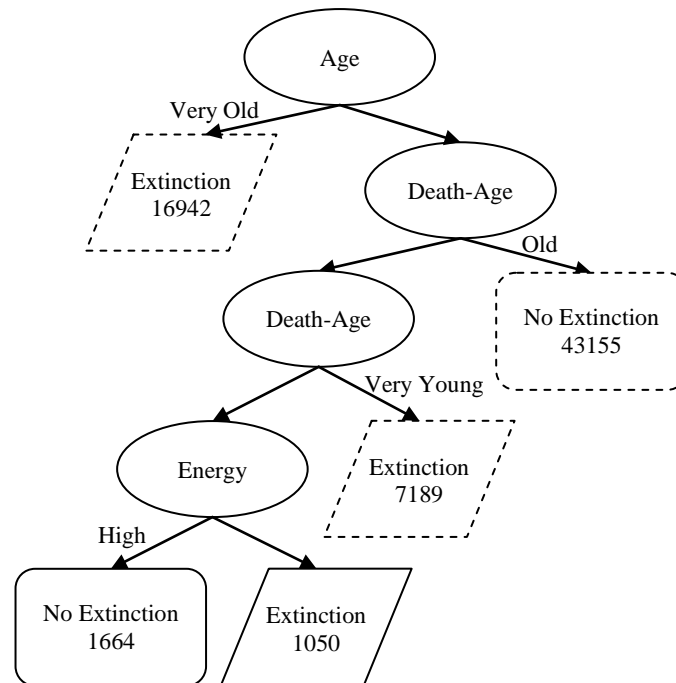 Age
Very Old
Extinction
16942
Death-Age
Old
Death-Age
No Extinction
43155
Very Young
Energy
Extinction
7189
High
No Extinction
1664
Extinction
1050